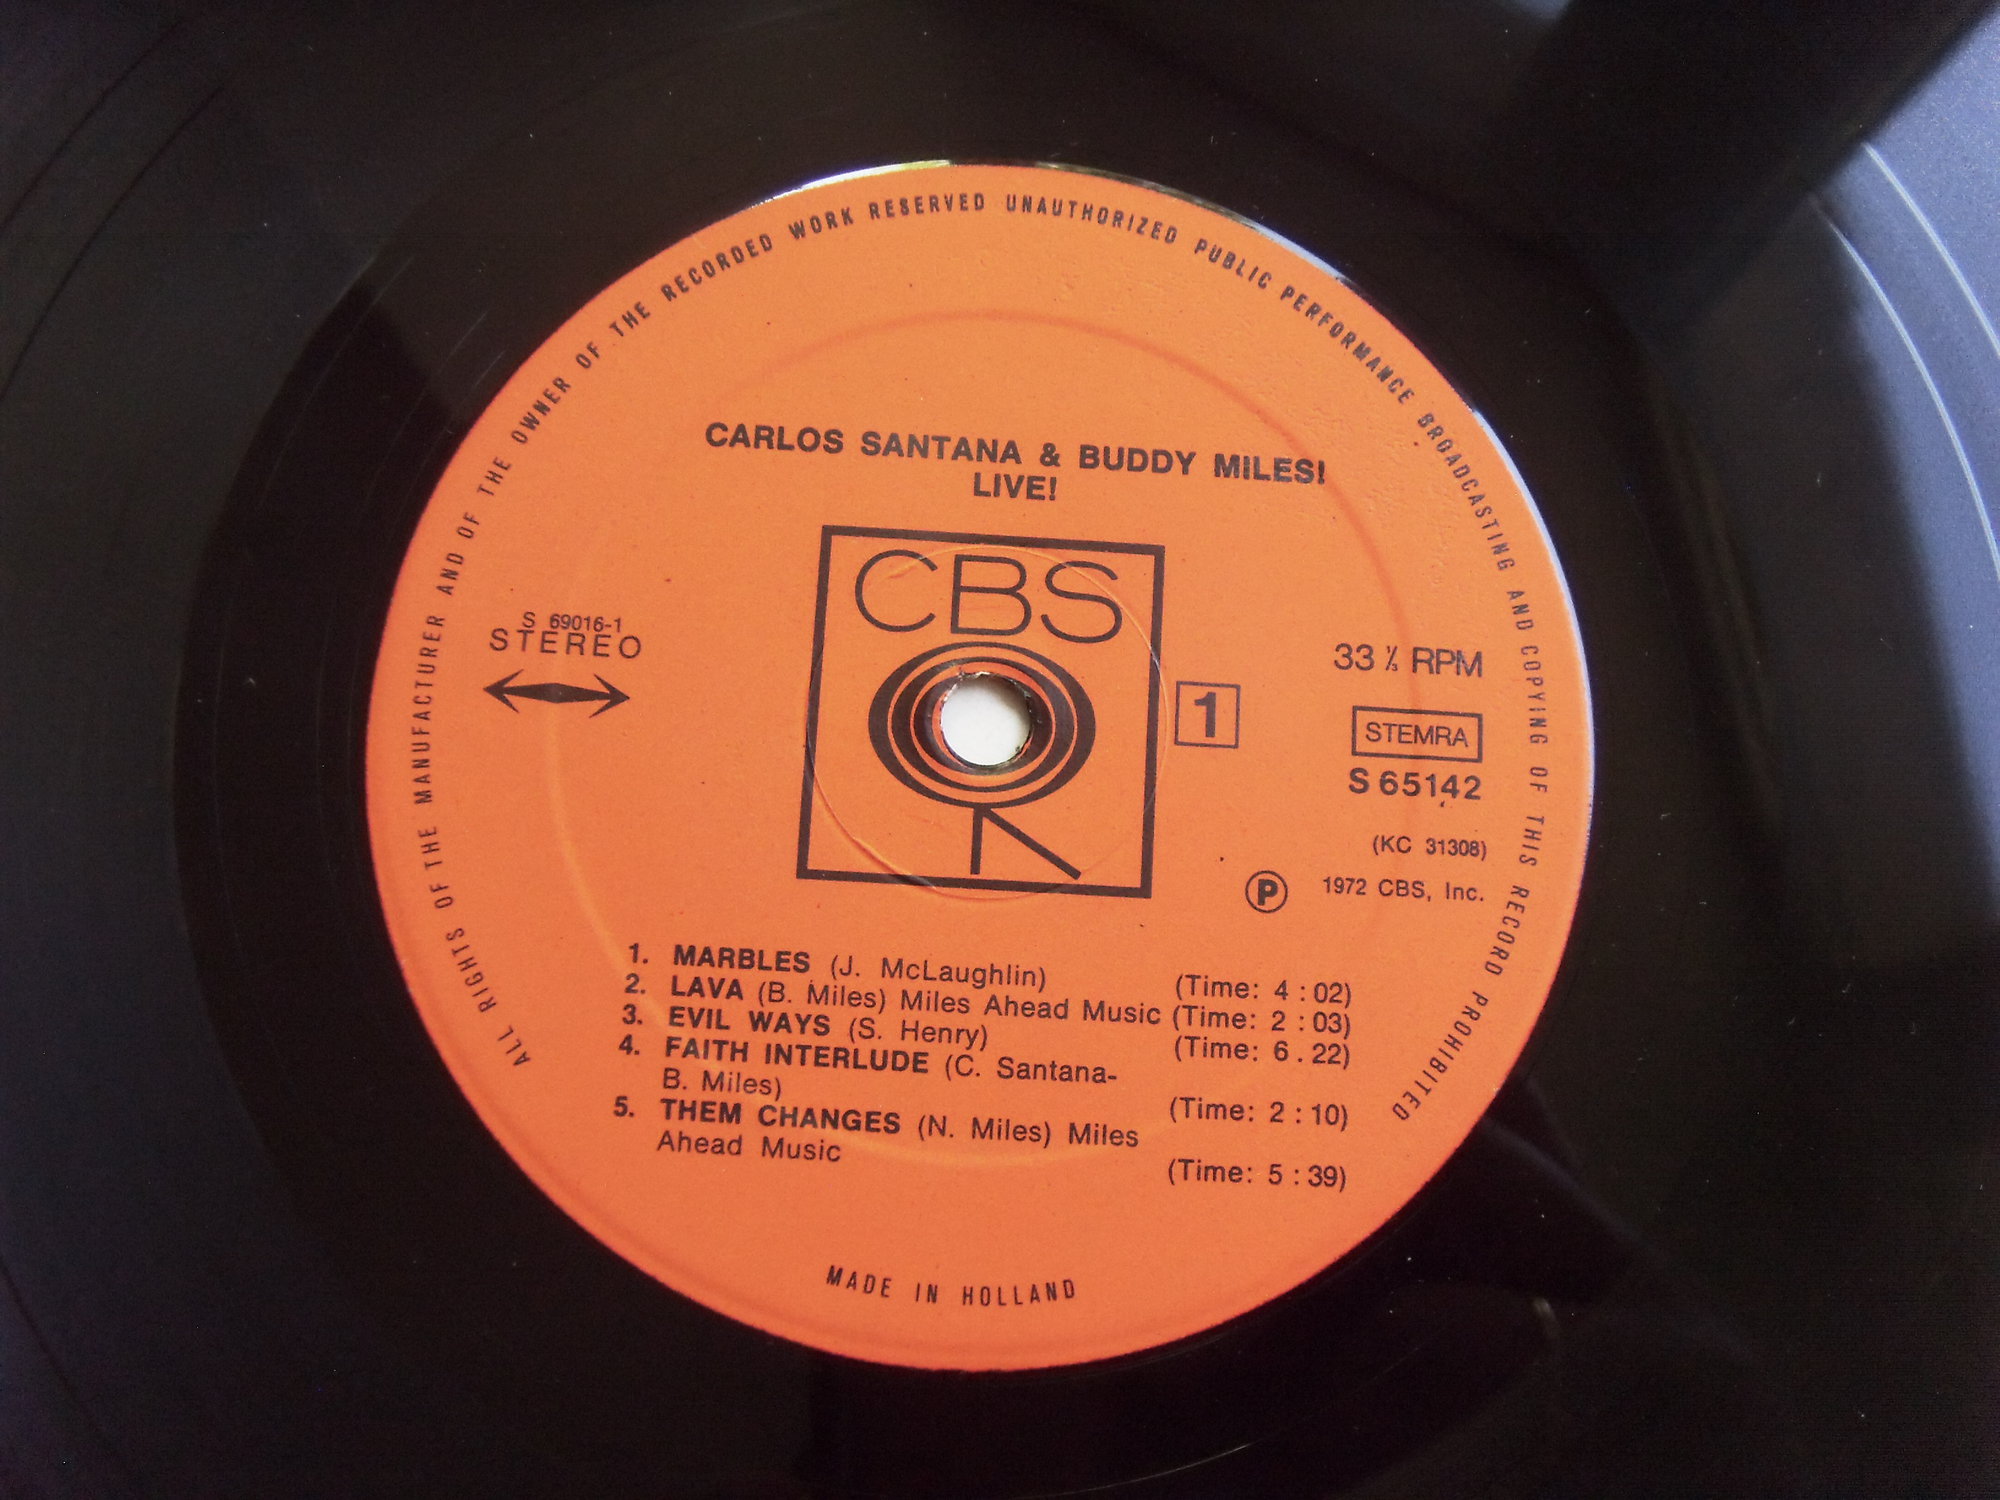 ALL RIGHTS OF THE MANUFACTURER AND OF THE OWNER OF THE RECORDED WORK RESERVED UNAUTHORIZED PUBLIC PERFORMANCE BROADCASTING AND COPYING OF THIS RECORD PROHIBITED
CARLOS SANTANA & BUDDY MILES!
LIVE!
CBS
S 69016-1
STEREO
1
33 ⅓ RPM
STEMRA
S 65142
(KC 31308)
Ⓟ 1972 CBS, Inc.
1. MARBLES (J. McLaughlin) (Time: 4 : 02)
2. LAVA (B. Miles) Miles Ahead Music (Time: 2 : 03)
3. EVIL WAYS (S. Henry) (Time: 6 . 22)
4. FAITH INTERLUDE (C. Santana-
B. Miles) (Time: 2 : 10)
5. THEM CHANGES (N. Miles) Miles
Ahead Music (Time: 5 : 39)
MADE IN HOLLAND